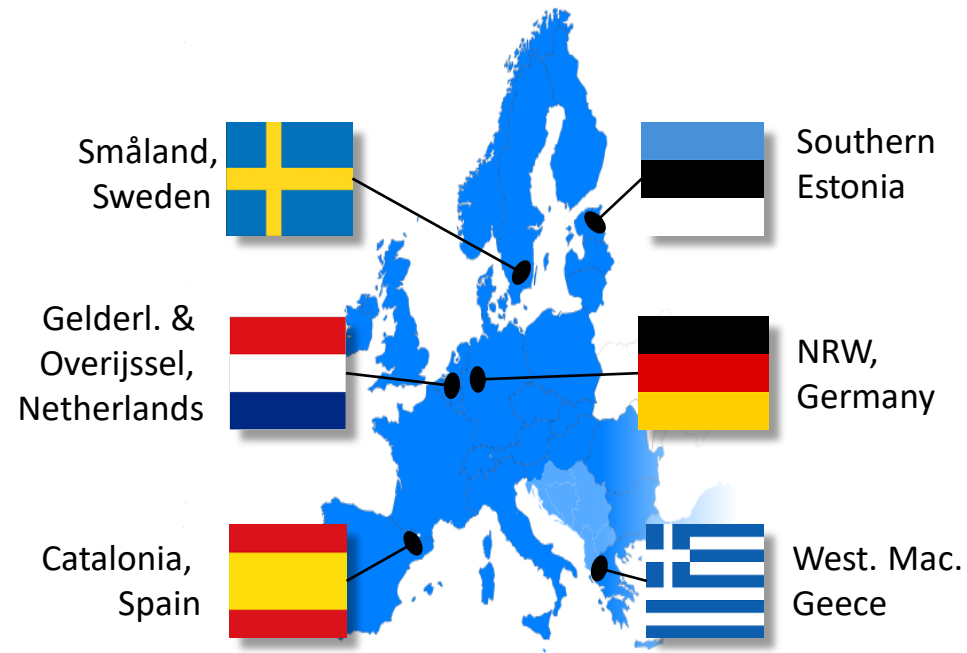 Småland,
Sweden
Southern
Estonia
Gelderl. &
Overijssel,
Netherlands
NRW,
Germany
Catalonia,
Spain
West. Mac.
Geece